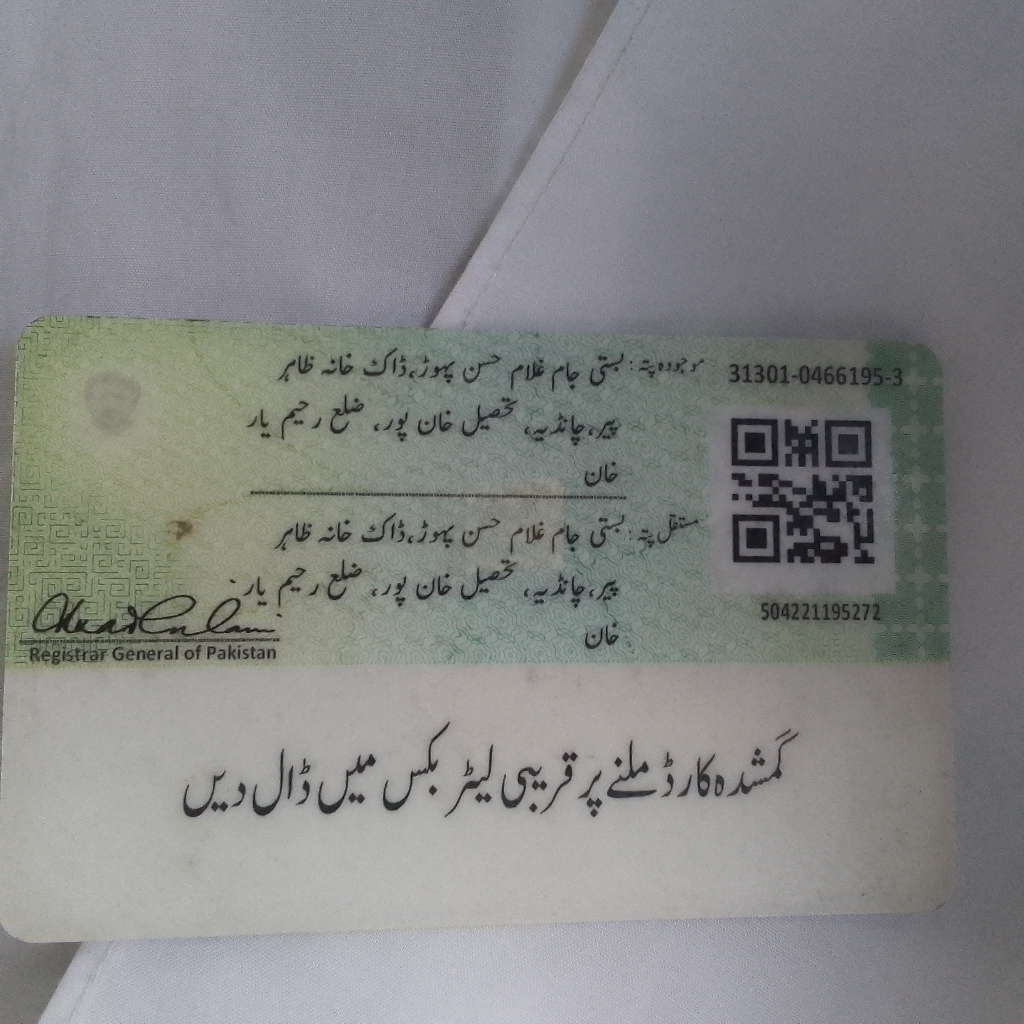 31301-0466195-3
موجودہ پتہ: بستی جام غلام حسن پہوڑ،ڈاک خانہ ظاہر
پیر،چانڈیہ، تحصیل خان پور، ضلع رحیم یار
خان
مستقل پتہ: بستی جام غلام حسن پہوڑ،ڈاک خانہ ظاہر
پیر،چانڈیہ، تحصیل خان پور، ضلع رحیم یار
خان
504221195272
Registrar General of Pakistan
گمشدہ کارڈ ملنے پر قریبی لیٹر بکس میں ڈال دیں